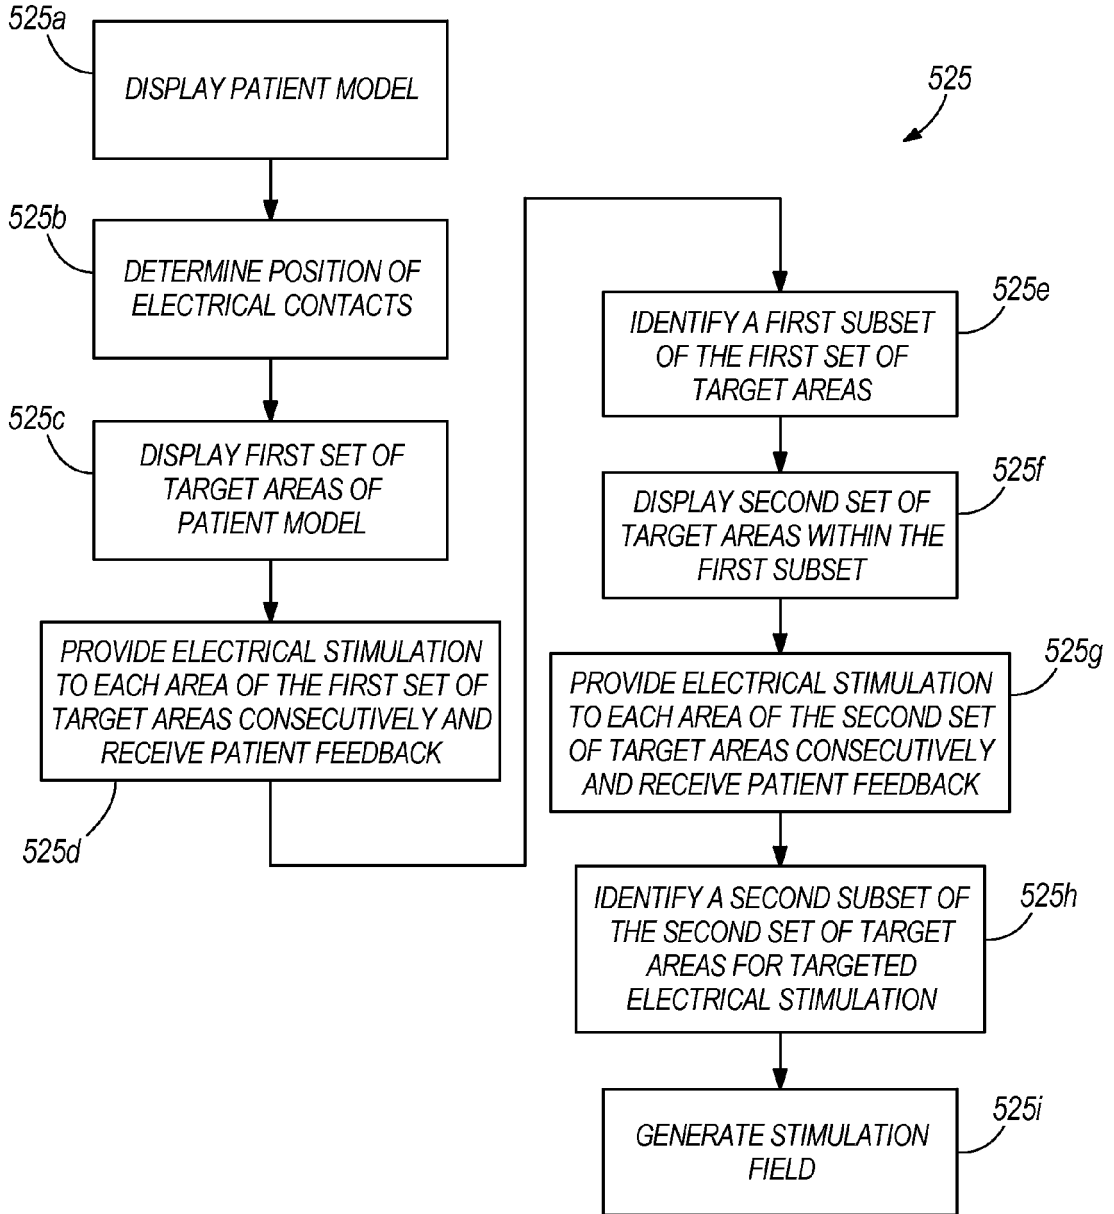 525a
DISPLAY PATIENT MODEL
525b
DETERMINE POSITION OF
ELECTRICAL CONTACTS
525c
DISPLAY FIRST SET OF
TARGET AREAS OF
PATIENT MODEL
PROVIDE ELECTRICAL STIMULATION
TO EACH AREA OF THE FIRST SET OF
TARGET AREAS CONSECUTIVELY AND
RECEIVE PATIENT FEEDBACK
525d
525
525e
IDENTIFY A FIRST SUBSET
OF THE FIRST SET OF
TARGET AREAS
525f
DISPLAY SECOND SET OF
TARGET AREAS WITHIN THE
FIRST SUBSET
525g
PROVIDE ELECTRICAL STIMULATION
TO EACH AREA OF THE SECOND SET
OF TARGET AREAS CONSECUTIVELY
AND RECEIVE PATIENT FEEDBACK
525h
IDENTIFY A SECOND SUBSET OF
THE SECOND SET OF TARGET
AREAS FOR TARGETED
ELECTRICAL STIMULATION
525i
GENERATE STIMULATION
FIELD